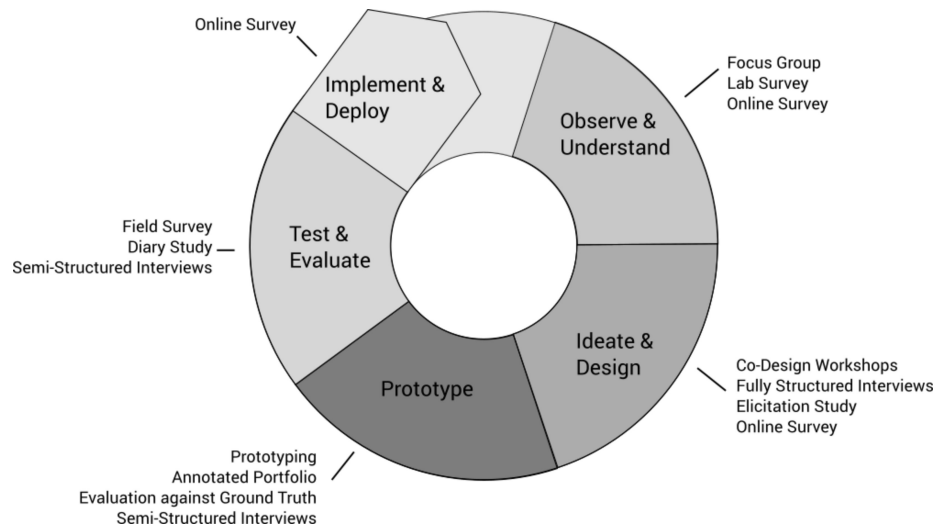 Online Survey
Implement &
Deploy
Focus Group
Lab Survey
Online Survey
Observe &
Understand
Field Survey
Diary Study
Semi-Structured Interviews
Test &
Evaluate
Ideate &
Design
Co-Design Workshops
Fully Structured Interviews
Elicitation Study
Online Survey
Prototype
Prototyping
Annotated Portfolio
Evaluation against Ground Truth
Semi-Structured Interviews